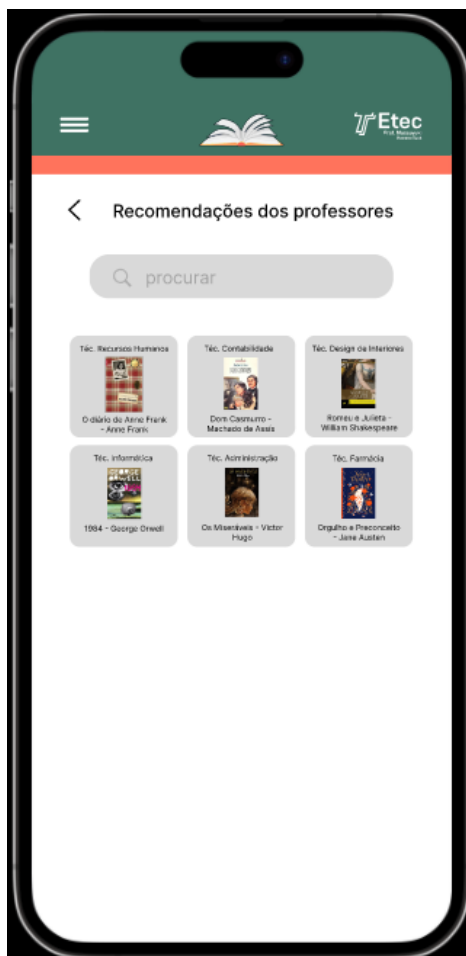 Etec
Recomendações dos professores
procurar
Téc. Recursos Humanos
O diário de Anne Frank
- Anne Frank
Téc. Contabilidade
Dom Casmurro -
Machado de Assis
Téc. Design de Interiores
Romeu e Julieta -
William Shakespeare
Téc. Informática
1984 - George Orwell
Téc. Administração
Os Miseráveis - Victor
Hugo
Téc. Farmácia
Orgulho e Preconceito
- Jane Austen